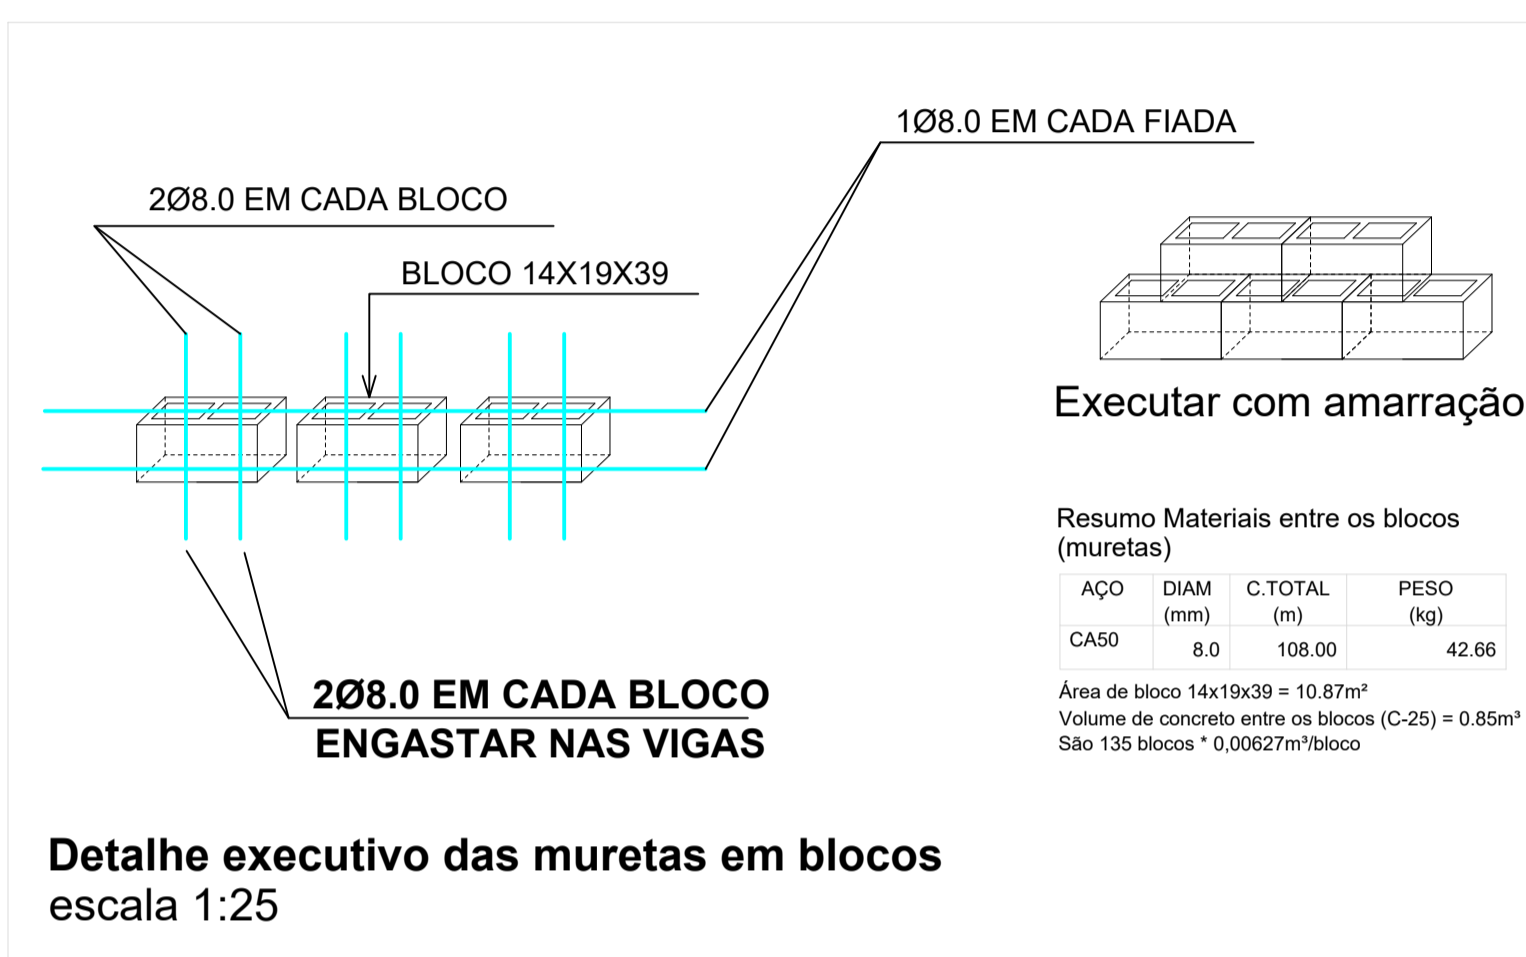 1Ø8.0 EM CADA FIADA
2Ø8.0 EM CADA BLOCO
BLOCO 14X19X39
Executar com amarração
Resumo Materiais entre os blocos
(muretas)
AÇO DIAM C.TOTAL PESO
(mm) (m) (kg)
CA50 8.0 108.00 42.66
Área de bloco 14x19x39 = 10.87m²
Volume de concreto entre os blocos (C-25) = 0.85m³
São 135 blocos * 0,00627m³/bloco
2Ø8.0 EM CADA BLOCO
ENGASTAR NAS VIGAS
Detalhe executivo das muretas em blocos
escala 1:25